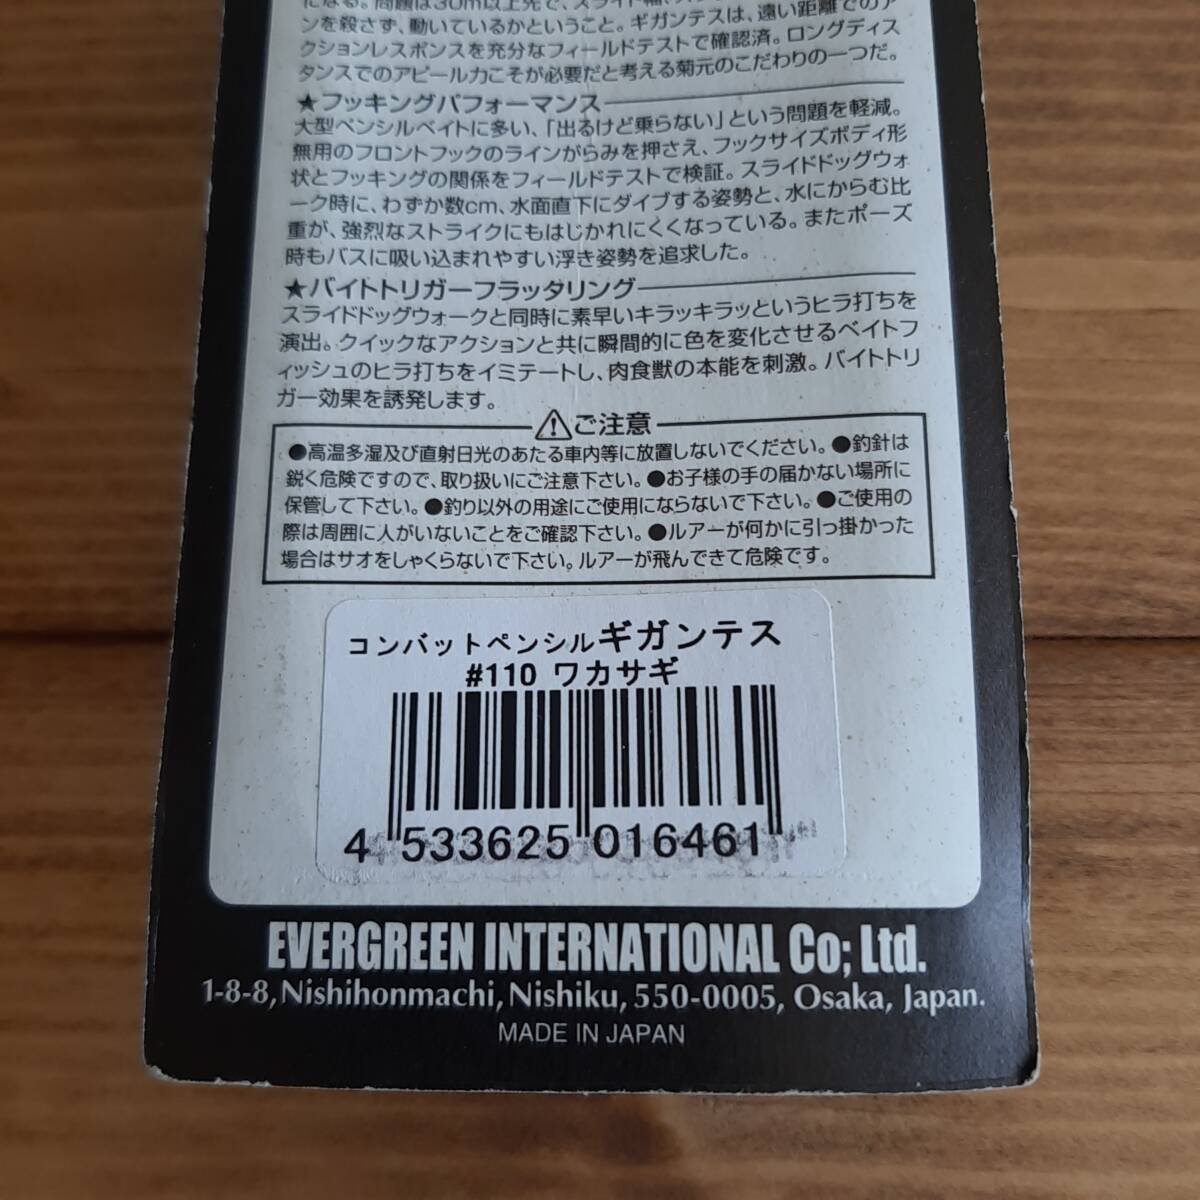 になる。問題は30m以上先で、スライド幅、
ンを殺さず、動いているかということ。ギガンテスは、遠い距離でのア
クションレスポンスを充分なフィールドテストで確認済。ロングディス
タンスでのアピール力こそが必要だと考える菊元のこだわりの一つだ。
★フッキングパフォーマンス
大型ペンシルベイトに多い、「出るけど乗らない」という問題を軽減。
無用のフロントフックのラインがらみを押さえ、フックサイズボディ形
状とフッキングの関係をフィールドテストで検証。スライドドッグウォ
ーク時に、わずか数cm、水面直下にダイブする姿勢と、水にからむ比
重が、強烈なストライクにもはじかれにくくなっている。またポーズ
時もバスに吸い込まれやすい浮き姿勢を追求した。
★バイトトリガーフラッタリング
スライドドッグウォークと同時に素早いキラッキラッというヒラ打ちを
演出。クイックなアクションと共に瞬間的に色を変化させるベイトフ
ィッシュのヒラ打ちをイミテートし、肉食獣の本能を刺激。バイトトリ
ガー効果を誘発します。
⚠ご注意
●高温多湿及び直射日光のあたる車内等に放置しないでください。●釣針は
鋭く危険ですので、取り扱いにご注意下さい。●お子様の手の届かない場所に
保管して下さい。●釣り以外の用途にご使用にならないで下さい。●ご使用の
際は周囲に人がいないことをご確認下さい。●ルアーが何かに引っ掛かった
場合はサオをしゃくらないで下さい。ルアーが飛んできて危険です。
コンバットペンシルギガンテス
#110 ワカサギ
4 533625 016461
EVERGREEN INTERNATIONAL Co; Ltd.
1-8-8, Nishihonmachi, Nishiku, 550-0005, Osaka, Japan.
MADE IN JAPAN